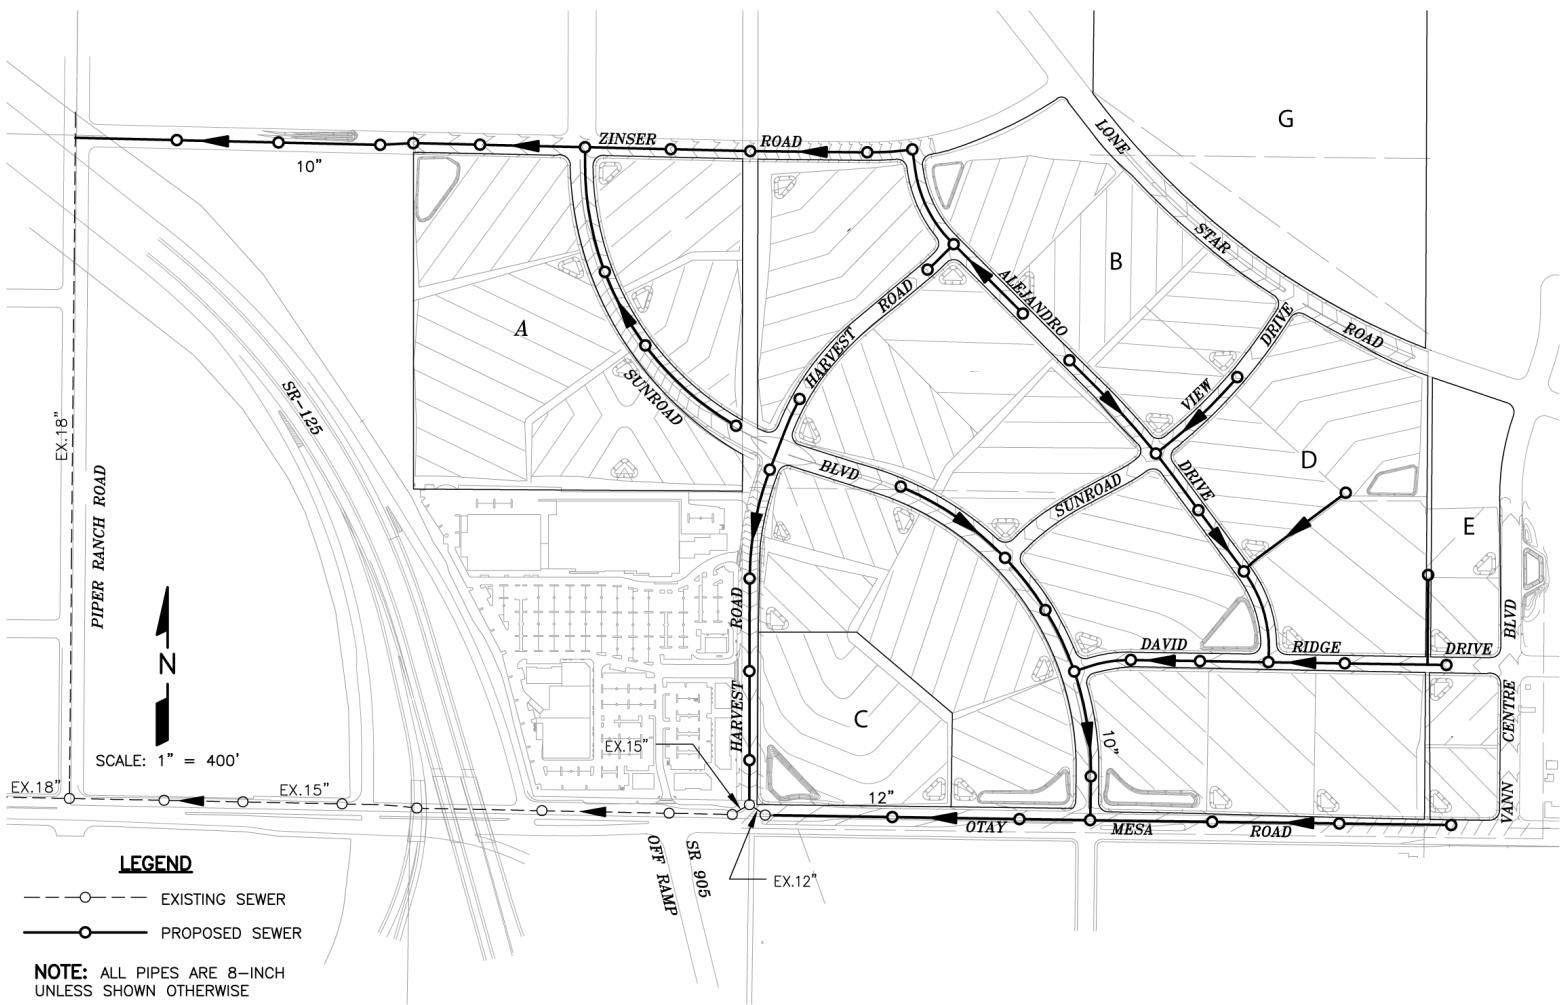 G
LONE
STAR
ROAD
ZINSER
ROAD
10"
B
ALEJANDRO
DRIVE
VIEW
DRIVE
HARVEST
ROAD
A
SUNROAD
BLVD
SUNROAD
D
E
SR-125
EX.18"
PIPER RANCH ROAD
N
SCALE: 1" = 400'
HARVEST
ROAD
C
DAVID
RIDGE
DRIVE
VANN
CENTRE
BLVD
10"
EX.15"
EX.18"
EX.15"
12"
OTAY
MESA
ROAD
EX.12"
SR 905
OFF RAMP
LEGEND
EXISTING SEWER
PROPOSED SEWER
NOTE: ALL PIPES ARE 8-INCH
UNLESS SHOWN OTHERWISE